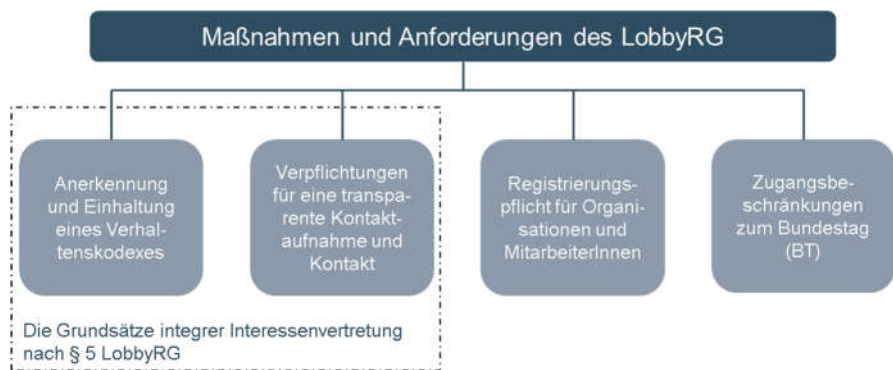 Maßnahmen und Anforderungen des LobbyRG
Anerkennung
und Einhaltung
eines Verhal-
tenskodexes
Verpflichtungen
für eine transpa-
rente Kontakt-
aufnahme und
Kontakt
Registrierungs-
pflicht für Organi-
sationen und
MitarbeiterInnen
Zugangsbe-
schränkungen
zum Bundestag
(BT)
Die Grundsätze integrer Interessenvertretung
nach § 5 LobbyRG